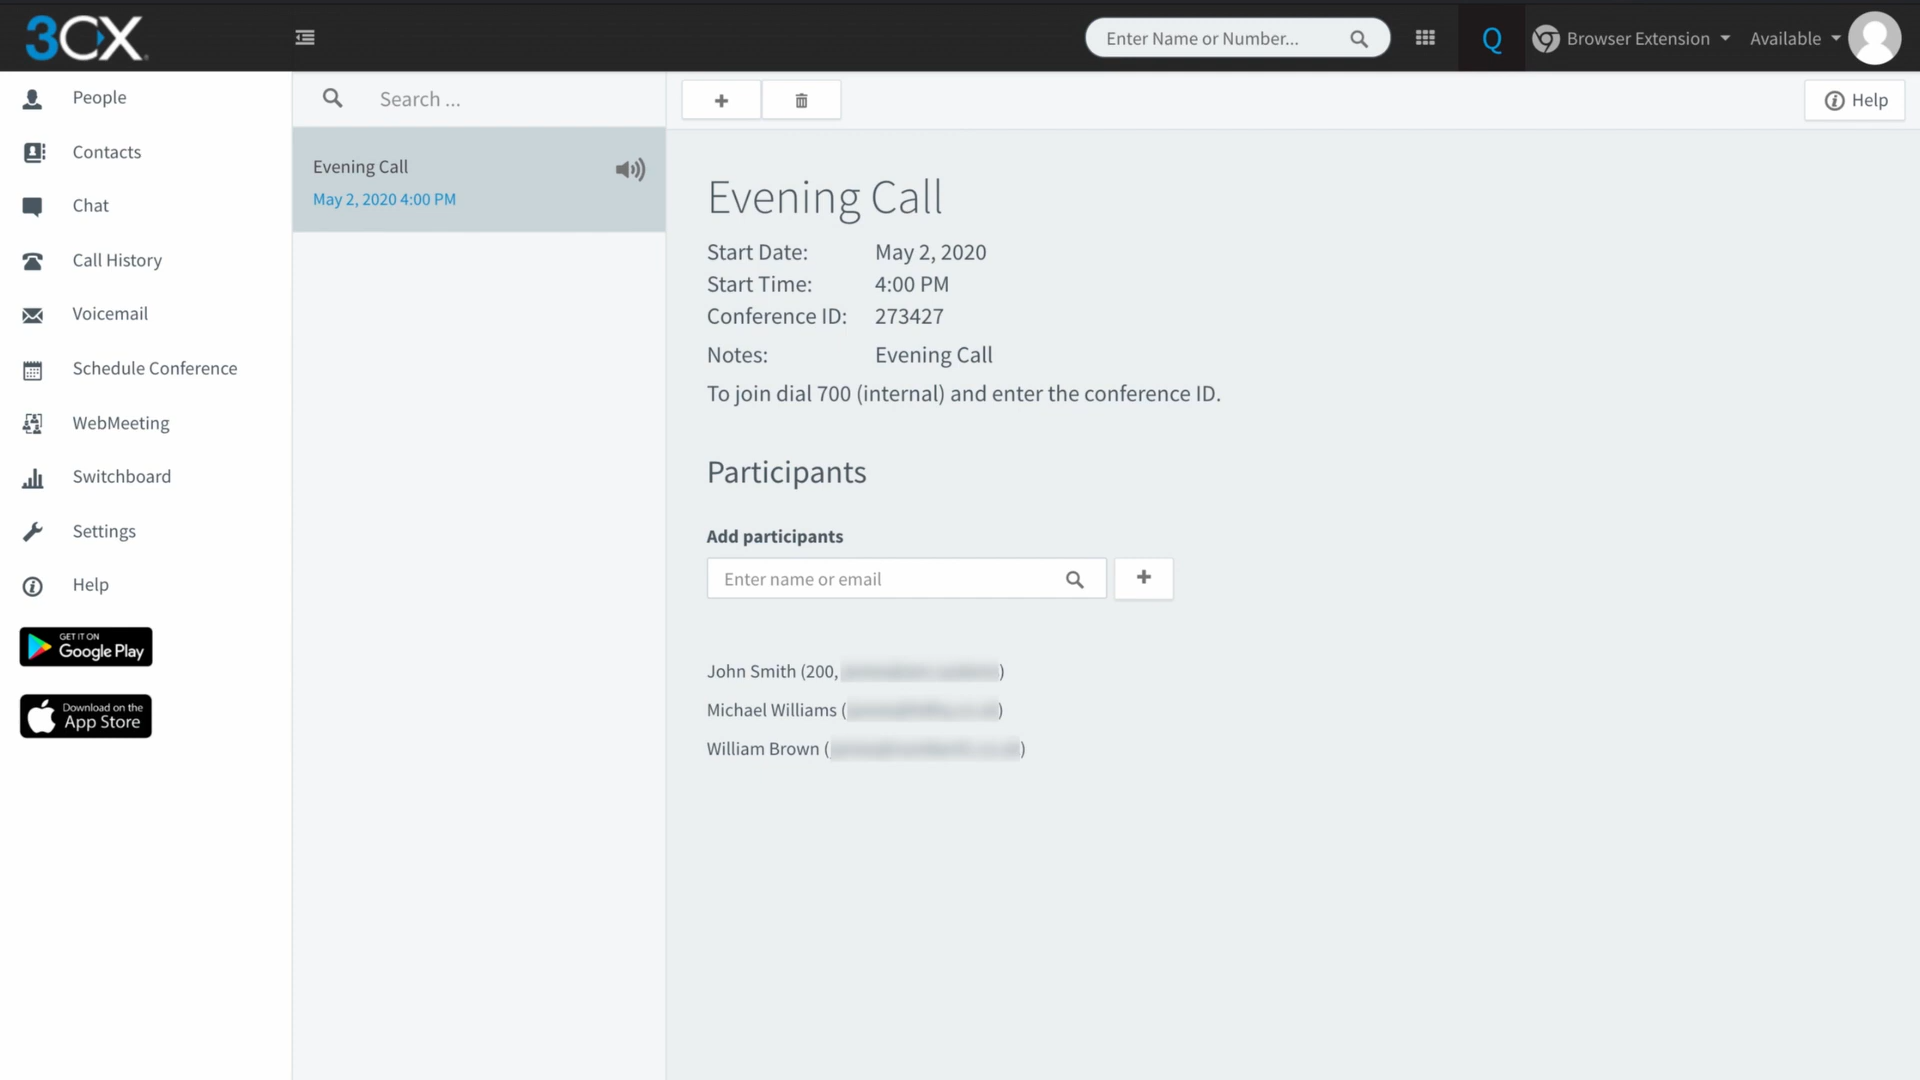 3CX
Enter Name or Number...
Q
Browser Extension
Available
People
Contacts
Chat
Call History
Voicemail
Schedule Conference
WebMeeting
Switchboard
Settings
Help
GET IT ON
Google Play
Download on the
App Store
Search ...
Evening Call
May 2, 2020 4:00 PM
Help
Evening Call
Start Date: May 2, 2020
Start Time: 4:00 PM
Conference ID: 273427
Notes: Evening Call
To join dial 700 (internal) and enter the conference ID.
Participants
Add participants
Enter name or email
John Smith (200, )
Michael Williams ( )
William Brown ( )